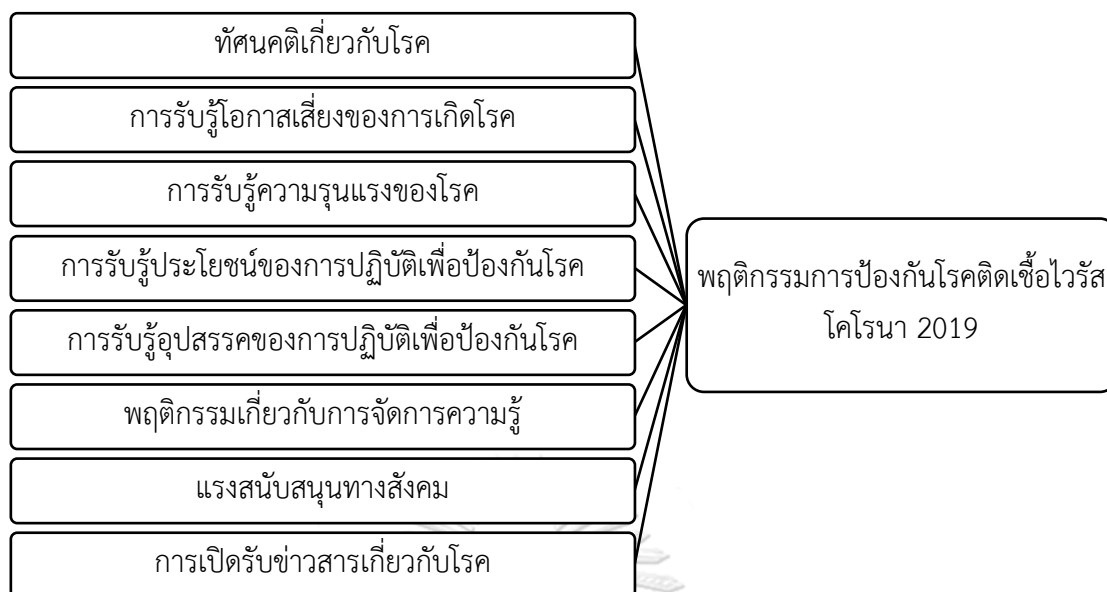 ทัศนคติเกี่ยวกับโรค
การรับรู้โอกาสเสี่ยงของการเกิดโรค
การรับรู้ความรุนแรงของโรค
การรับรู้ประโยชน์ของการปฏิบัติเพื่อป้องกันโรค
การรับรู้อุปสรรคของการปฏิบัติเพื่อป้องกันโรค
พฤติกรรมเกี่ยวกับการจัดการความรู้
แรงสนับสนุนทางสังคม
การเปิดรับข่าวสารเกี่ยวกับโรค
พฤติกรรมการป้องกันโรคติดเชื้อไวรัส
โคโรนา 2019